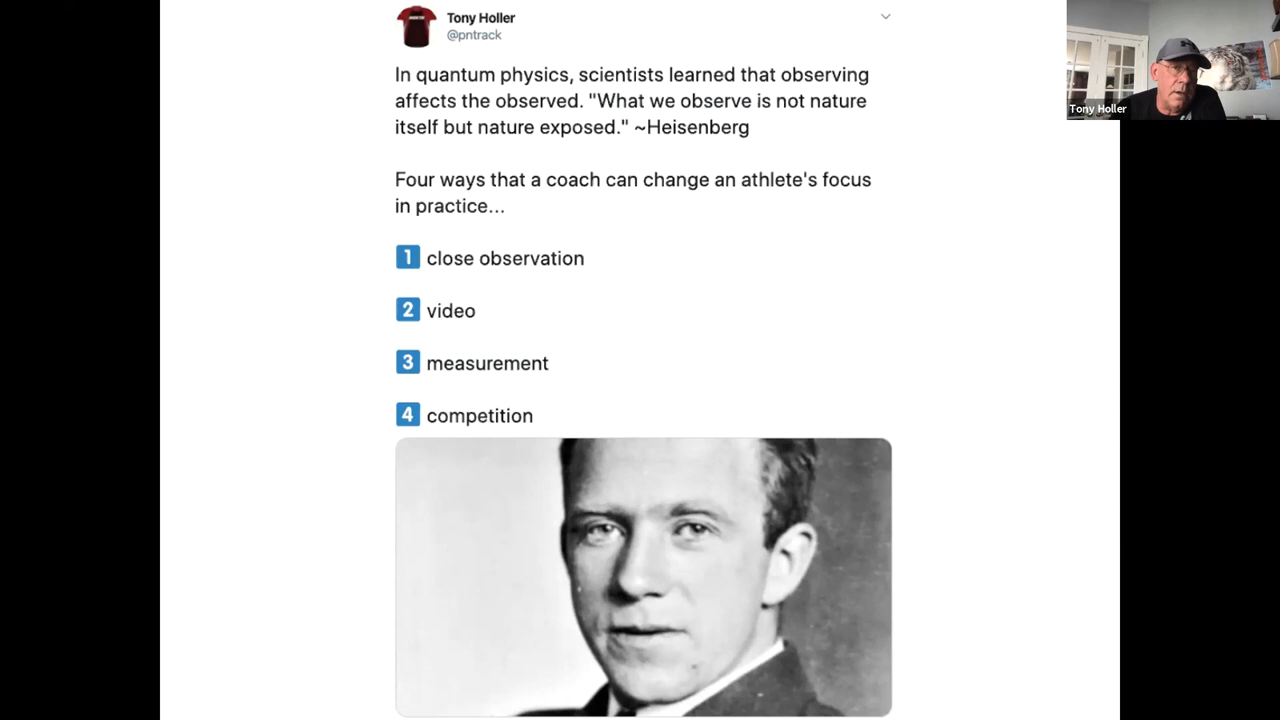 Tony Holler
@pntrack
In quantum physics, scientists learned that observing
affects the observed. "What we observe is not nature
itself but nature exposed." ~Heisenberg
Four ways that a coach can change an athlete's focus
in practice...
1 close observation
2 video
3 measurement
4 competition
Tony Holler